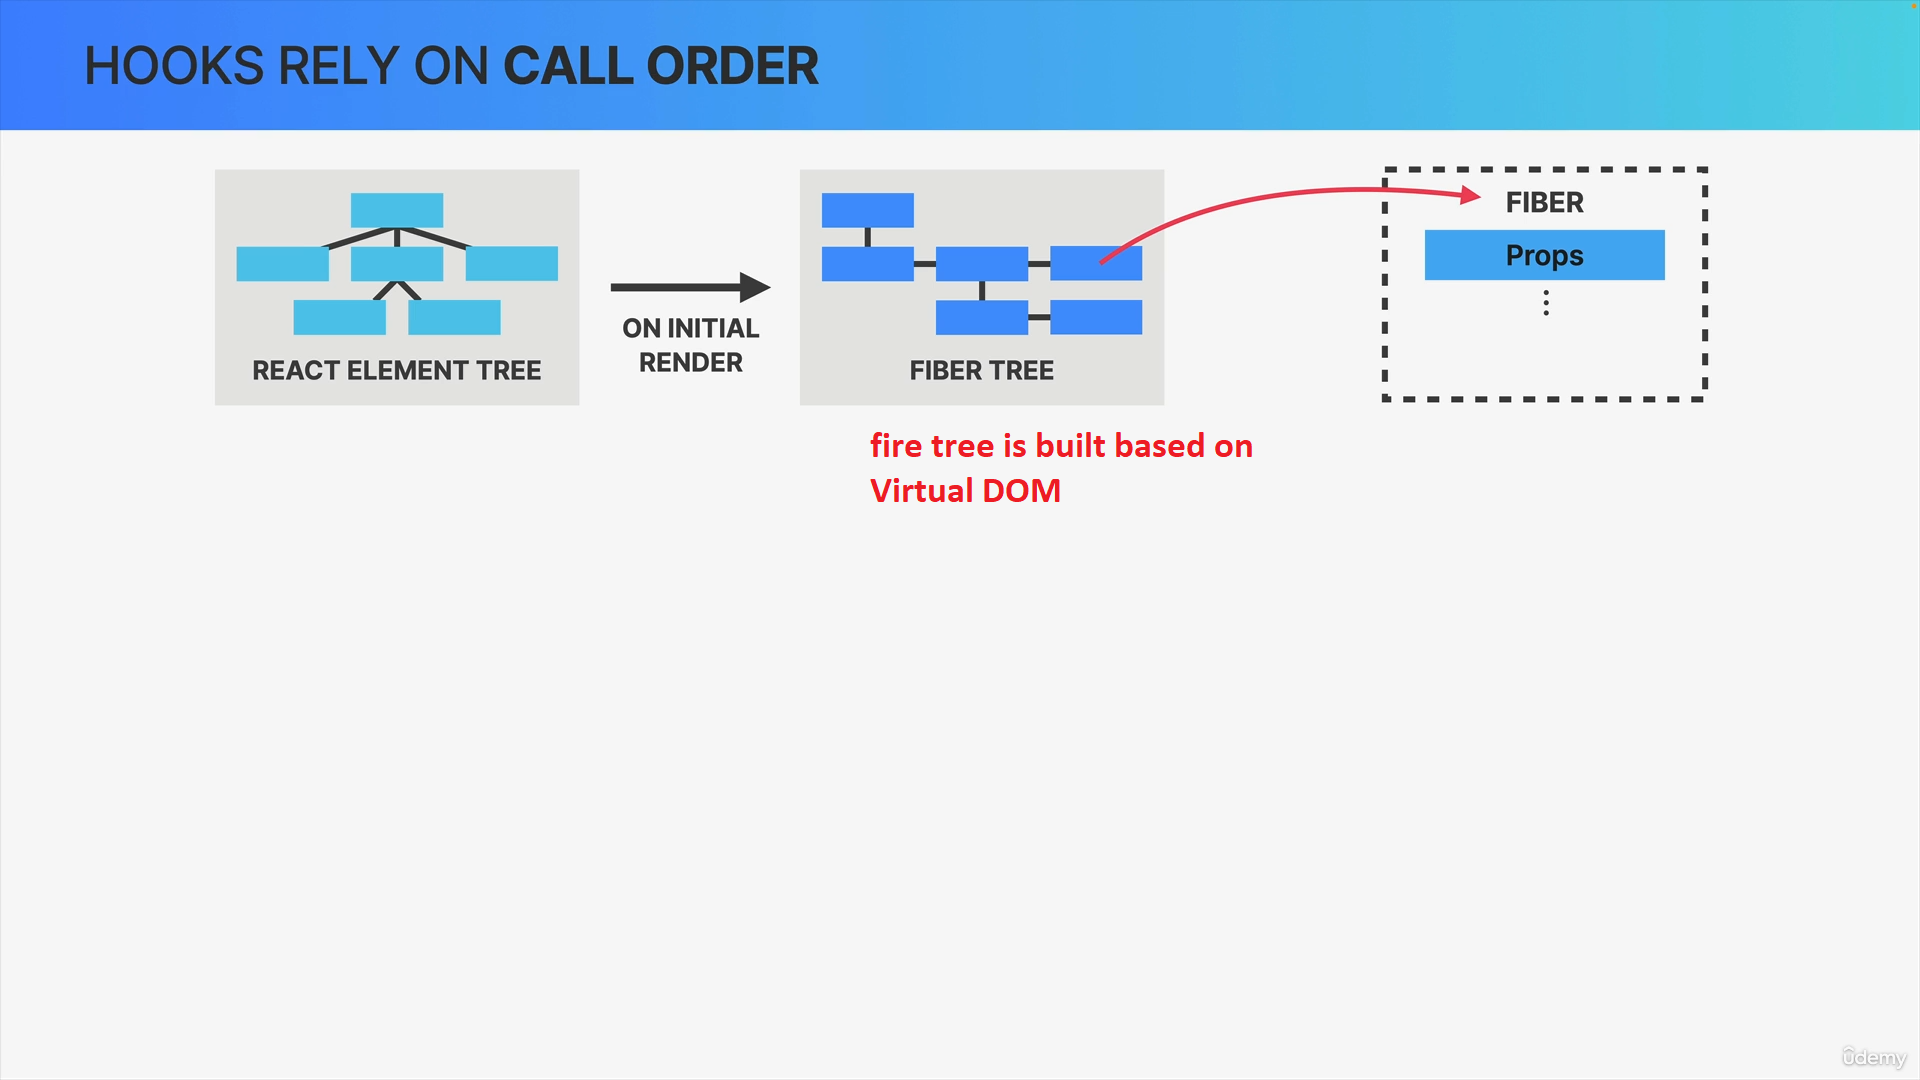 HOOKS RELY ON CALL ORDER
REACT ELEMENT TREE
ON INITIAL
RENDER
FIBER TREE
FIBER
Props
fire tree is built based on
Virtual DOM
ûdemy